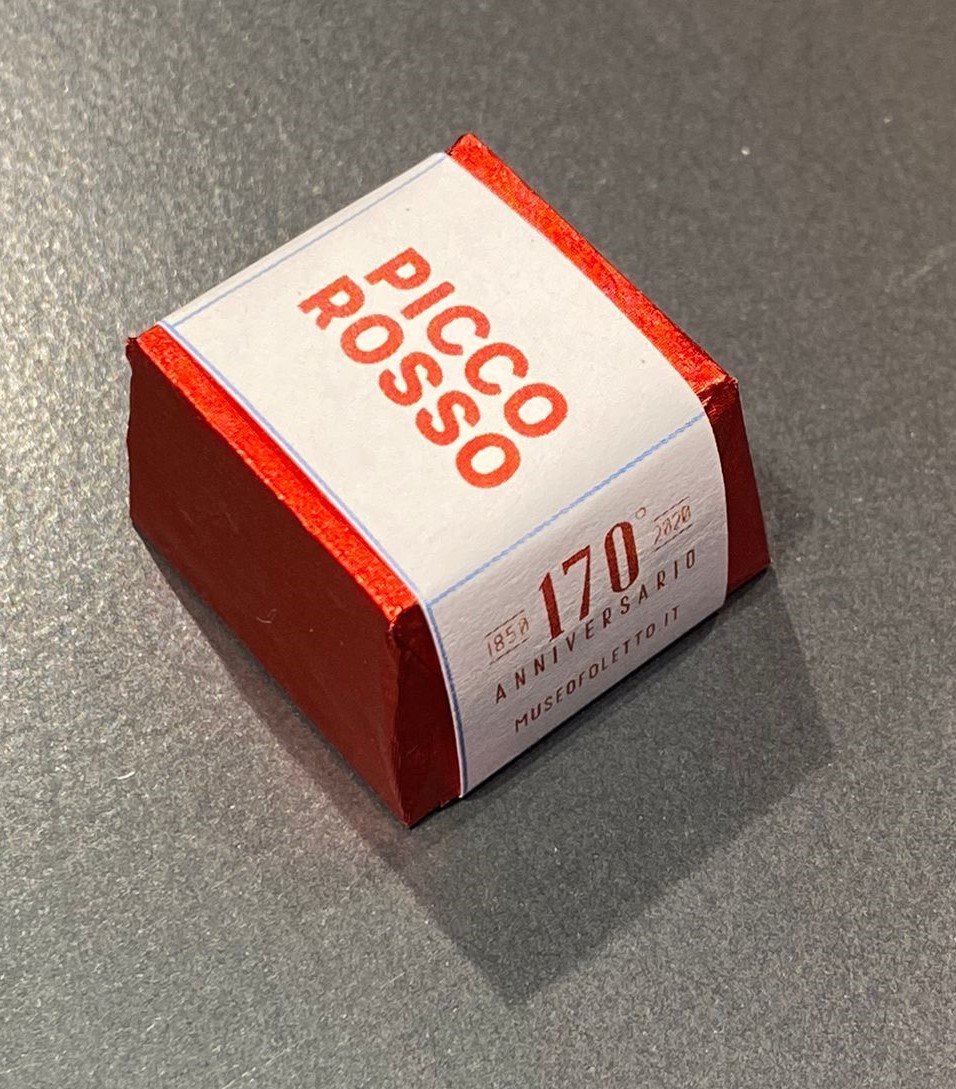 PICCO
ROSSO
1850 170° 2020
ANNIVERSARIO
MUSEOFOLETTO.IT